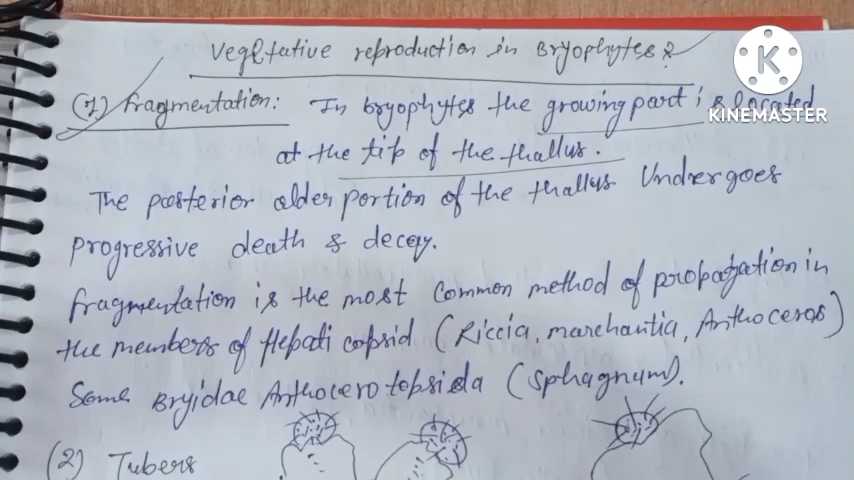 Vegetative reproduction in Bryophytes?
(1) fragmentation: In bryophytes the growing part is located
at the tip of the thallus.
The posterior older portion of the thallus Undergoes
progressive death & decay.
fragmentation is the most common method of propagation in
the members of Hepati copsid (Riccia, marchantia, Anthoceros)
Some Bryidae Anthocerotopsida (Sphagnum).
(2) Tubers
K
KINEMASTER